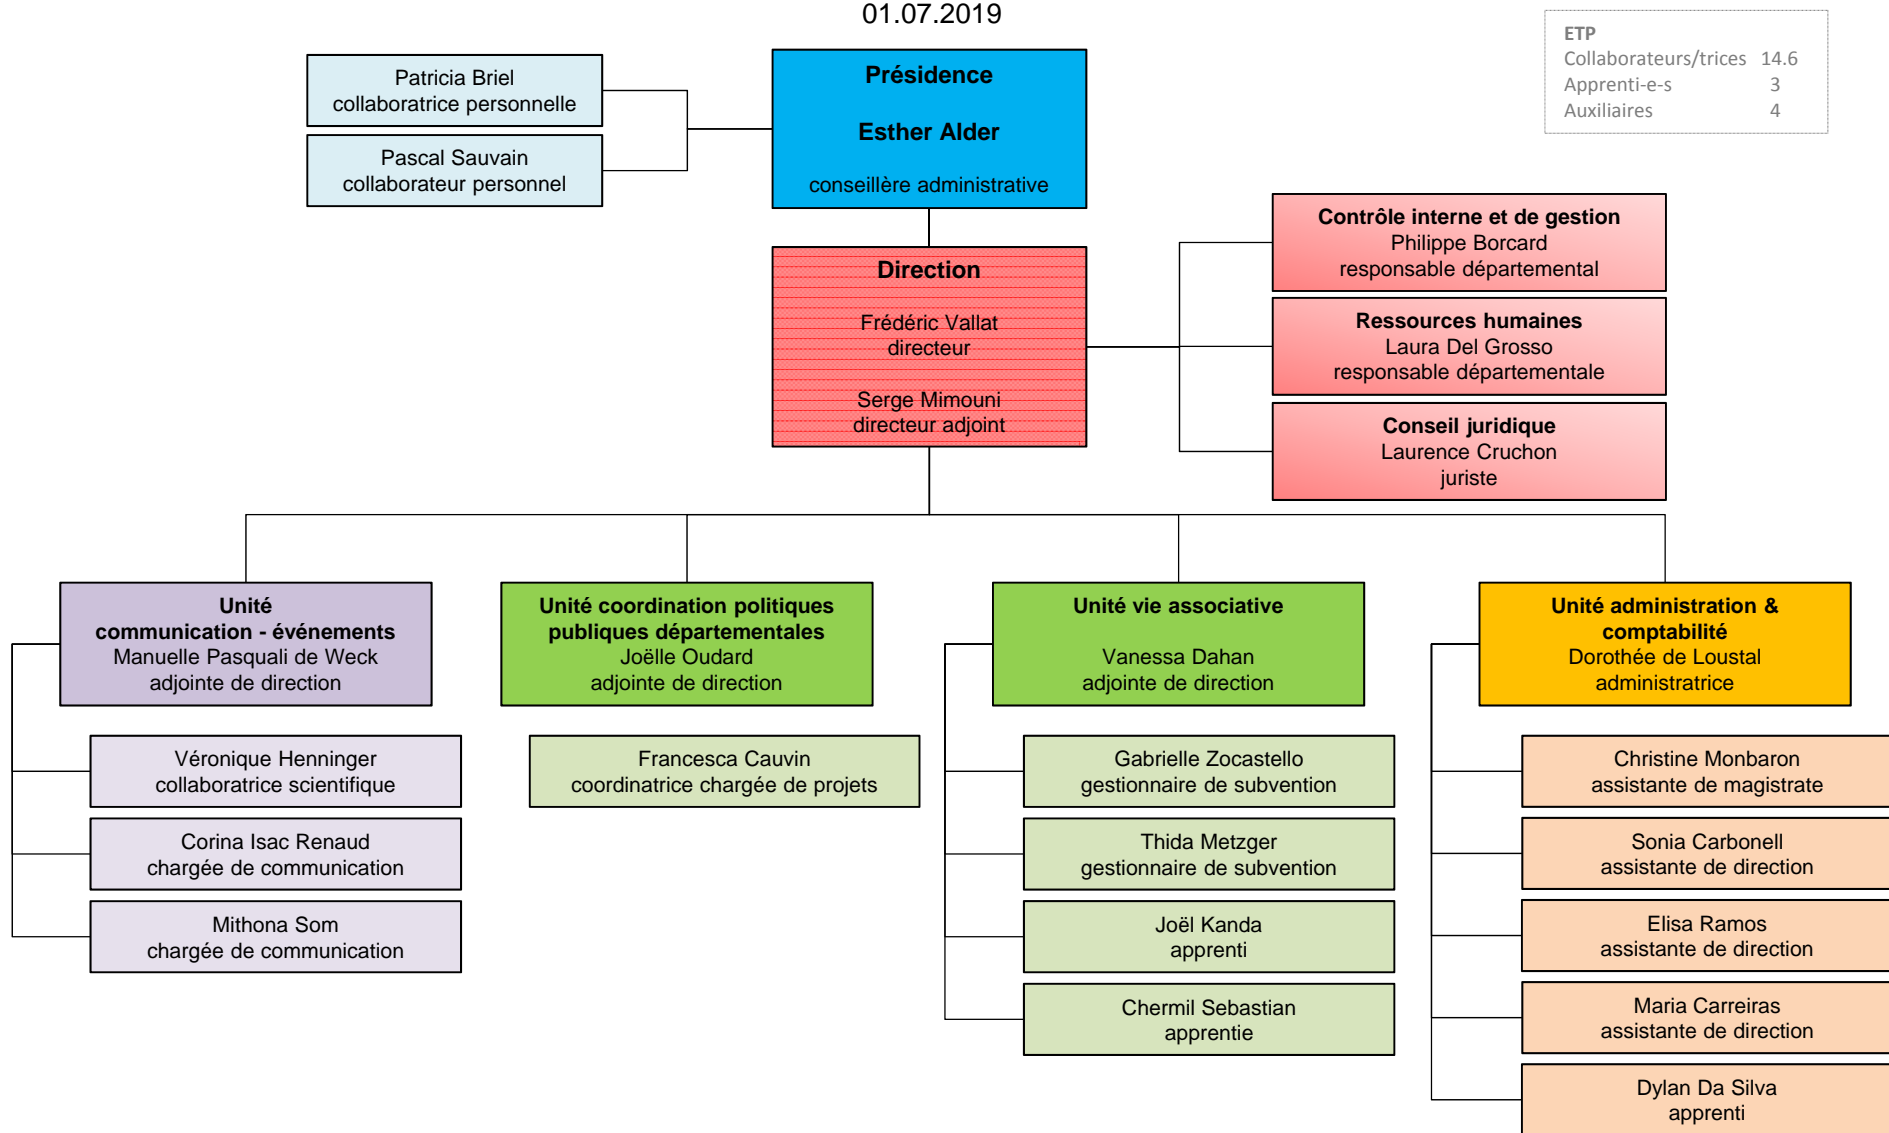 01.07.2019
ETP
Collaborateurs/trices 14.6
Apprenti-e-s 3
Auxiliaires 4
Patricia Briel
collaboratrice personnelle
Pascal Sauvain
collaborateur personnel
Présidence
Esther Alder
conseillère administrative
Direction
Frédéric Vallat
directeur
Serge Mimouni
directeur adjoint
Contrôle interne et de gestion
Philippe Borcard
responsable départemental
Ressources humaines
Laura Del Grosso
responsable départementale
Conseil juridique
Laurence Cruchon
juriste
Unité
communication - événements
Manuelle Pasquali de Weck
adjointe de direction
Véronique Henninger
collaboratrice scientifique
Corina Isac Renaud
chargée de communication
Mithona Som
chargée de communication
Unité coordination politiques
publiques départementales
Joëlle Oudard
adjointe de direction
Francesca Cauvin
coordinatrice chargée de projets
Unité vie associative
Vanessa Dahan
adjointe de direction
Gabrielle Zocastello
gestionnaire de subvention
Thida Metzger
gestionnaire de subvention
Joël Kanda
apprenti
Chermil Sebastian
apprentie
Unité administration &
comptabilité
Dorothée de Loustal
administratrice
Christine Monbaron
assistante de magistrate
Sonia Carbonell
assistante de direction
Elisa Ramos
assistante de direction
Maria Carreiras
assistante de direction
Dylan Da Silva
apprenti